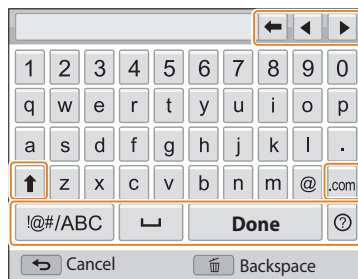 1 2 3 4 5 6 7 8 9 0
q w e r t y u i o p
a s d f g h j k l .
z x c v b n m @ .com
!@#/ABC Done ?
Cancel Backspace